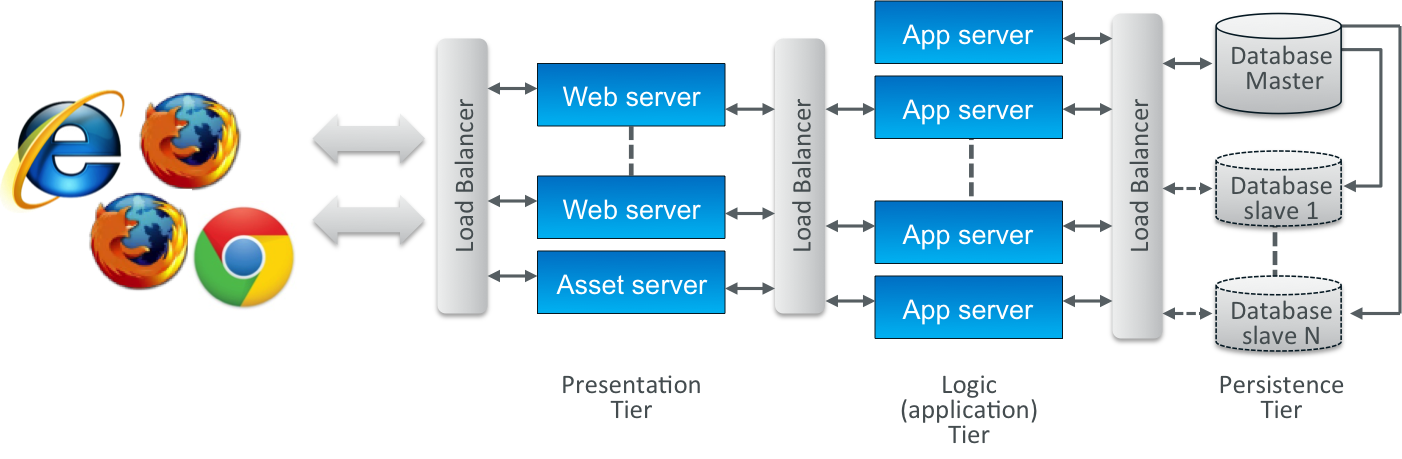 Load Balancer
Web server
Web server
Asset server
Presentation
Tier
Load Balancer
App server
App server
App server
App server
Logic
(application)
Tier
Load Balancer
Database
Master
Database
slave 1
Database
slave N
Persistence
Tier